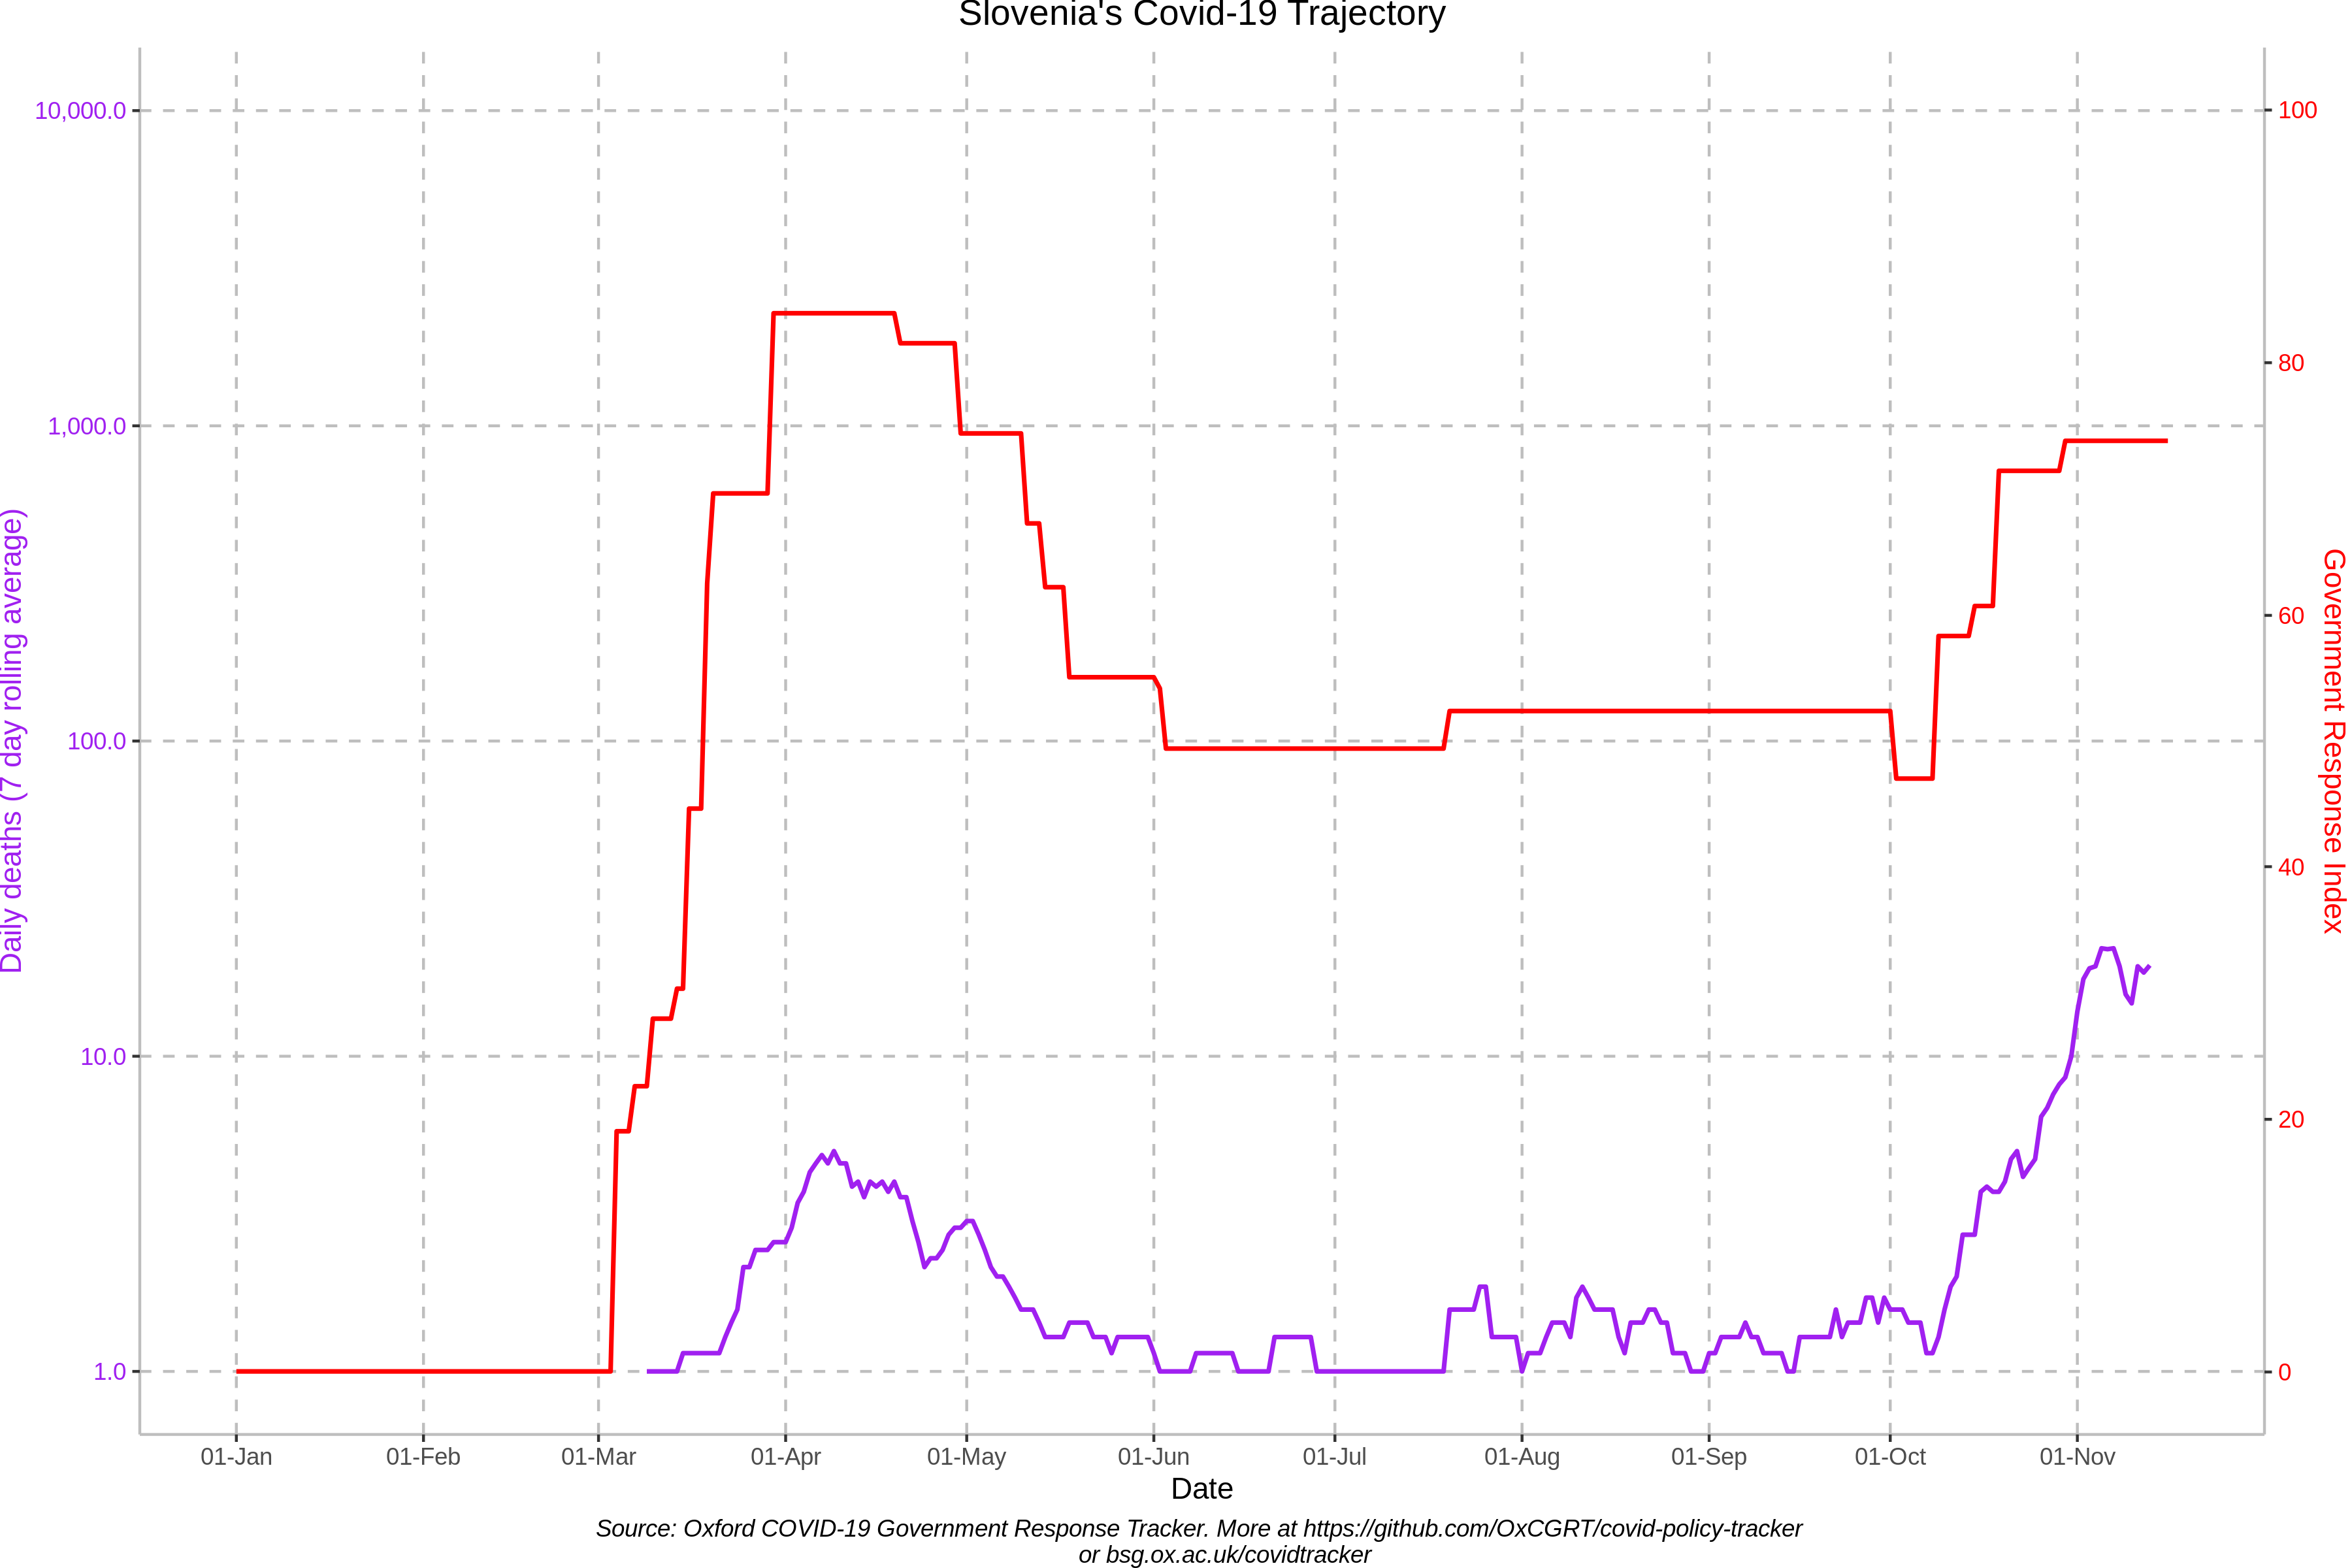 Slovenia's Covid-19 Trajectory
10,000.0
1,000.0
100.0
10.0
1.0
Daily deaths (7 day rolling average)
100
80
60
40
20
0
Government Response Index
01-Jan 01-Feb 01-Mar 01-Apr 01-May 01-Jun 01-Jul 01-Aug 01-Sep 01-Oct 01-Nov
Date
Source: Oxford COVID-19 Government Response Tracker. More at https://github.com/OxCGRT/covid-policy-tracker
or bsg.ox.ac.uk/covidtracker